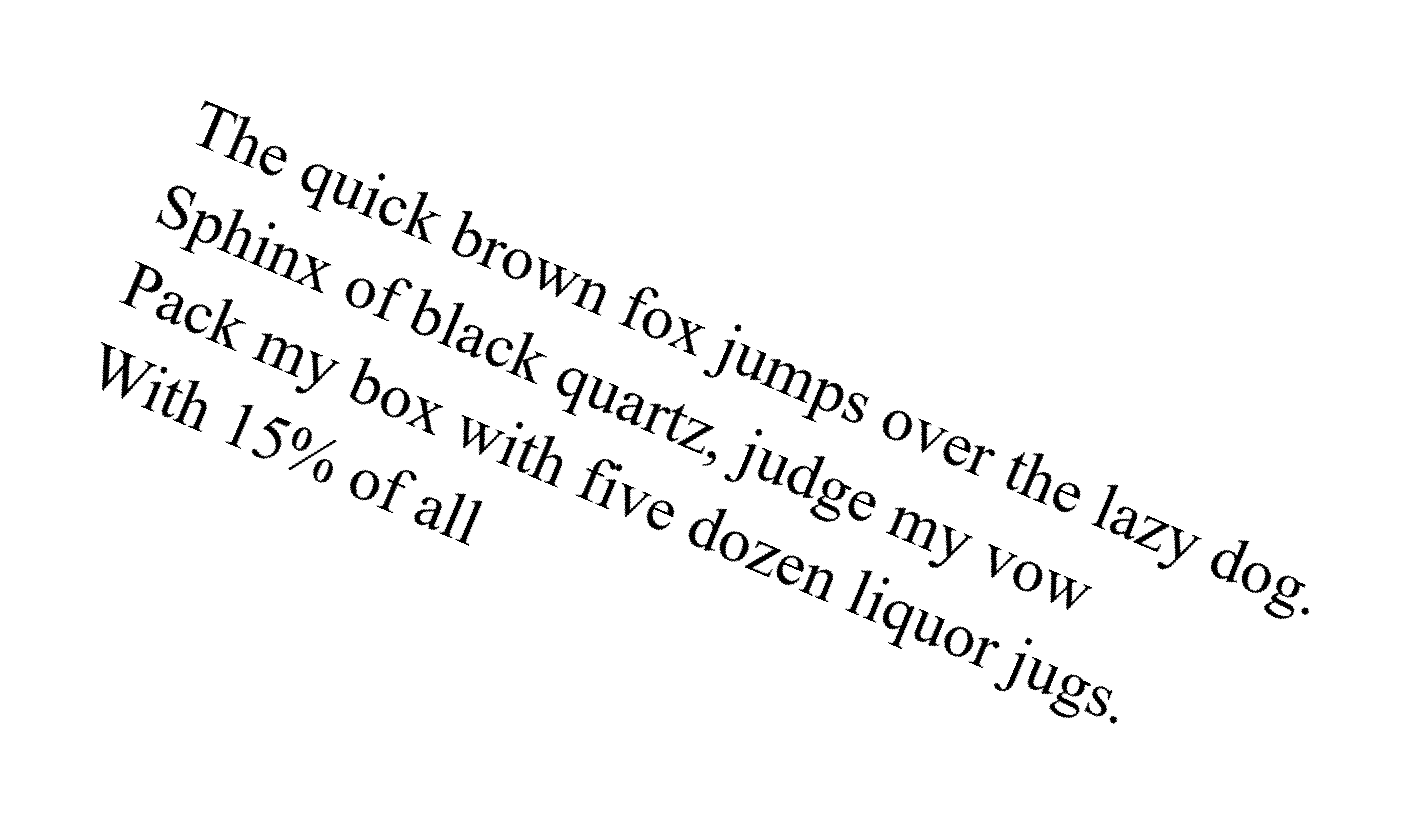 The quick brown fox jumps over the lazy dog.
Sphinx of black quartz, judge my vow
Pack my box with five dozen liquor jugs.
With 15% of all